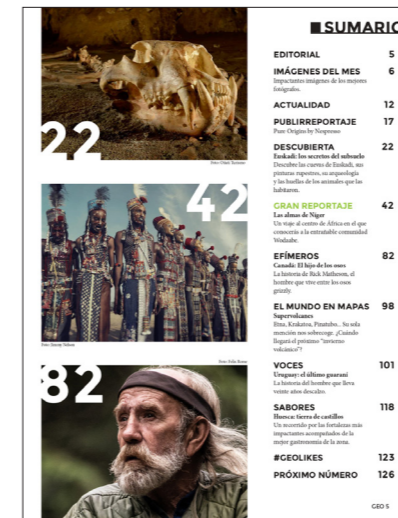 SUMARIO
EDITORIAL 5
IMÁGENES DEL MES 6
Impactantes imágenes de los mejores
fotógrafos.
ACTUALIDAD 12
PUBLIRREPORTAJE 17
Pure Origins by Nespresso
DESCUBIERTA 22
Euskadi: los secretos del subsuelo
Descubre las cuevas de Euskadi, sus
pinturas rupestres, su arqueología
y las huellas de los animales que las
habitaron.
GRAN REPORTAJE 42
Las almas de Níger
Un viaje al centro de África en el que
conocerás a la entrañable comunidad
Wodaabe.
EFÍMEROS 82
Canadá: El hijo de los osos
La historia de Rick Matheson, el
hombre que vive entre los osos
grizzly.
EL MUNDO EN MAPAS 98
Supervolcanes
Etna, Krakatoa, Pinatubo... Su sola
mención nos sobrecoge. ¿Cuándo
llegará el próximo "invierno
volcánico"?
VOCES 101
Uruguay: el último guaraní
La historia del hombre que lleva
veinte años descalzo.
SABORES 118
Huesca: tierra de castillos
Un recorrido por las fortalezas más
impactantes acompañados de la
mejor gastronomía de la zona.
#GEOLIKES 123
PRÓXIMO NÚMERO 126
22
42
82
GEO 5